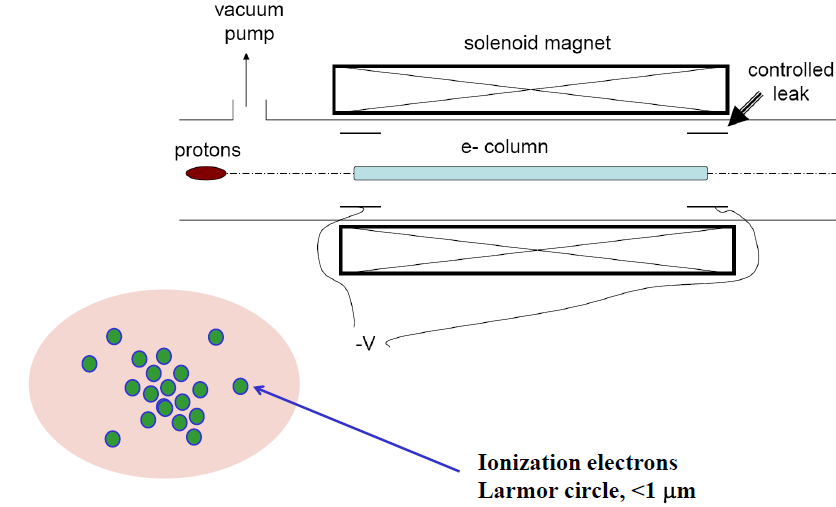 vacuum
pump
solenoid magnet
controlled
leak
protons
e- column
-V
Ionization electrons
Larmor circle, <1 μm